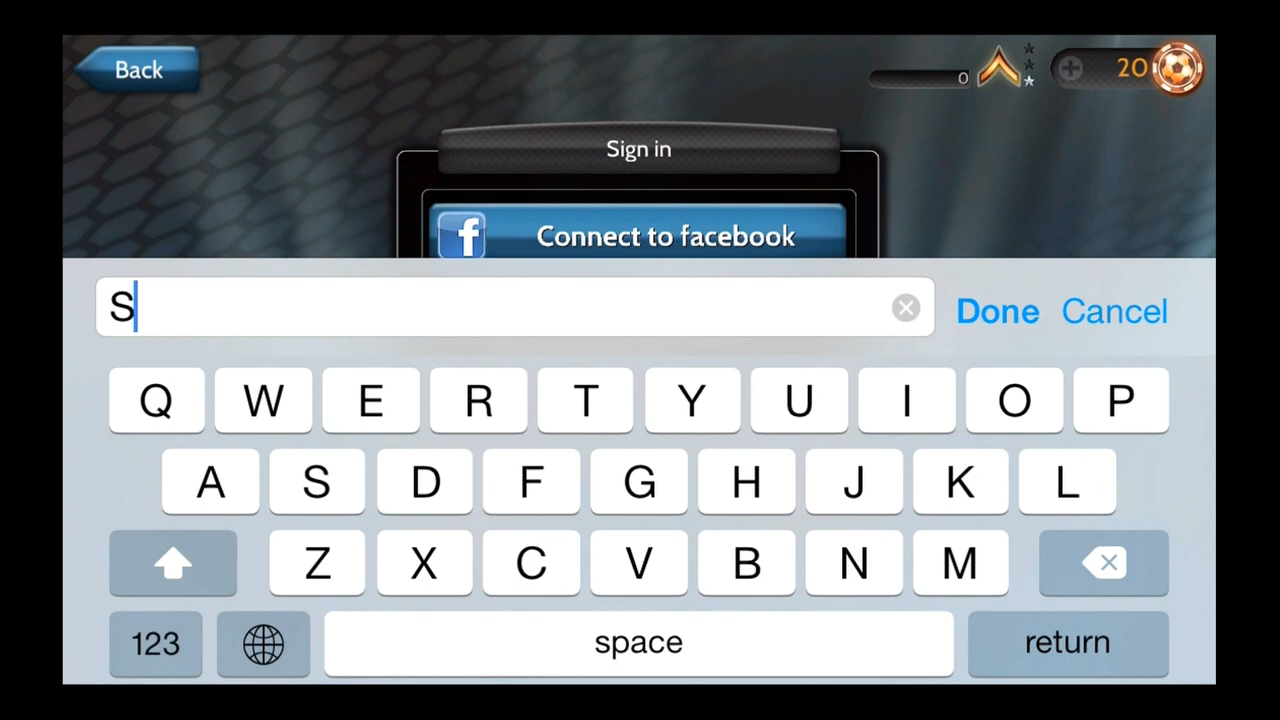 Back
0
20
Sign in
f Connect to facebook
S
Done Cancel
Q W E R T Y U I O P
A S D F G H J K L
Z X C V B N M
123 space return